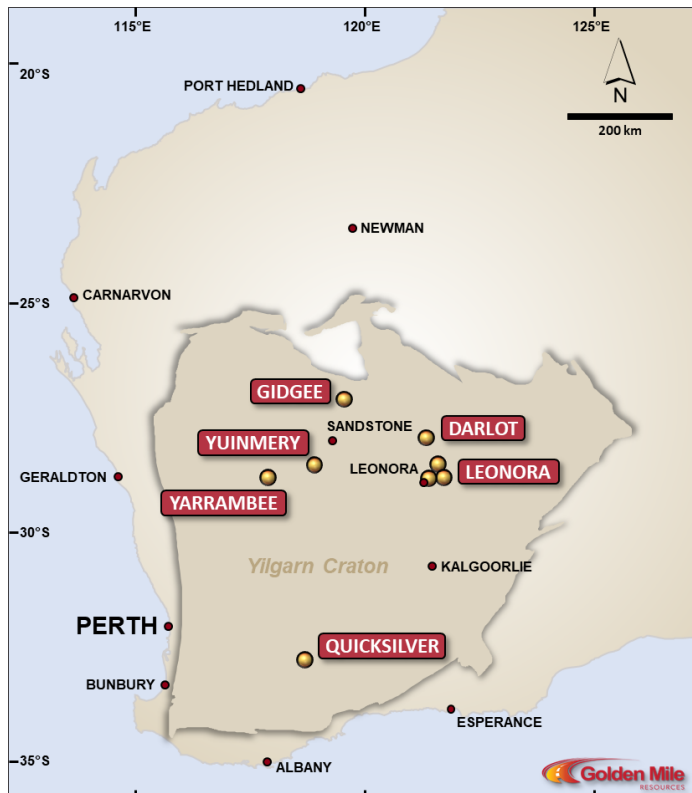 115°E 120°E 125°E
20°S
PORT HEDLAND
N
200 km
NEWMAN
CARNARVON
25°S
GIDGEE
SANDSTONE
DARLOT
YUINMERY
LEONORA
LEONORA
GERALDTON
YARRAMBEE
30°S
Yilgarn Craton
KALGOORLIE
PERTH
QUICKSILVER
BUNBURY
ESPERANCE
35°S
ALBANY
Golden Mile
RESOURCES